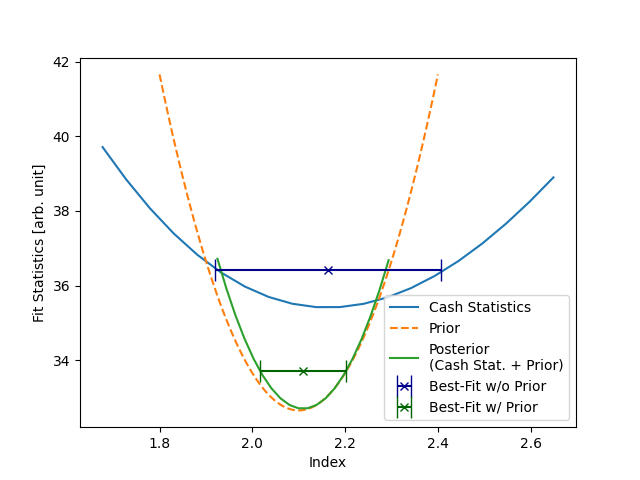 42
40
38
36
34
Fit Statistics [arb. unit]
1.8 2.0 2.2 2.4 2.6
Index
Cash Statistics
Prior
Posterior
(Cash Stat. + Prior)
Best-Fit w/o Prior
Best-Fit w/ Prior